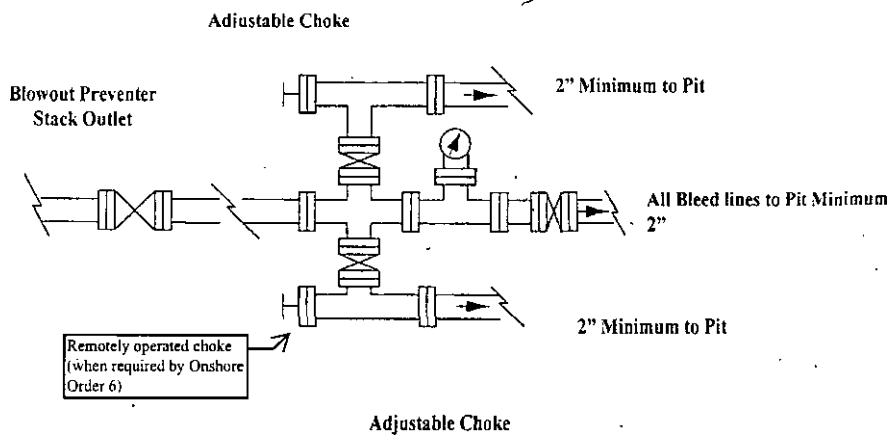 Adjustable Choke
Blowout Preventer
Stack Outlet
2" Minimum to Pit
All Bleed lines to Pit Minimum
2"
2" Minimum to Pit
Remotely operated choke
(when required by Onshore
Order 6)
Adjustable Choke